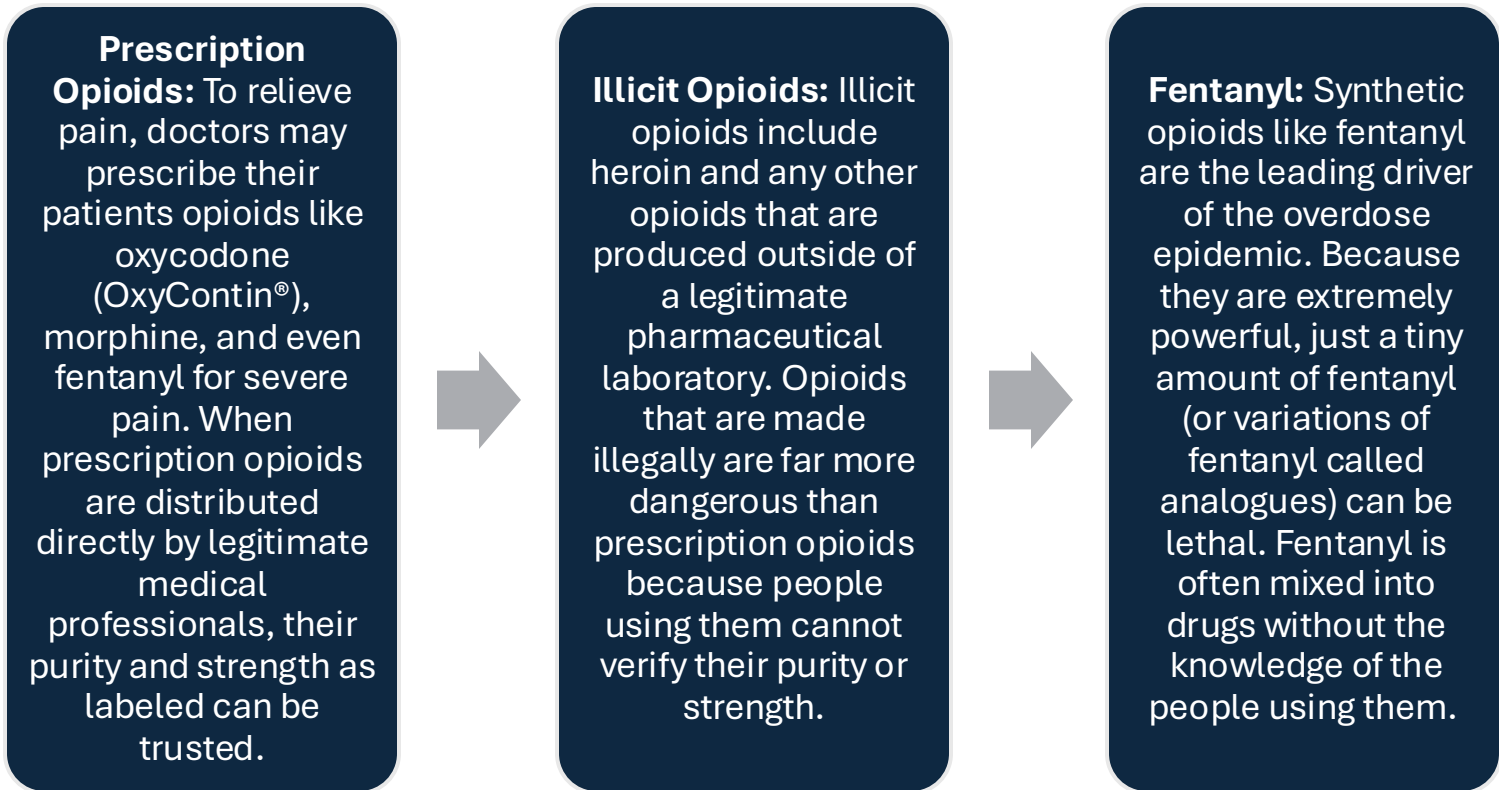 Prescription
Opioids: To relieve
pain, doctors may
prescribe their
patients opioids like
oxycodone
(OxyContin®),
morphine, and even
fentanyl for severe
pain. When
prescription opioids
are distributed
directly by legitimate
medical
professionals, their
purity and strength as
labeled can be
trusted.
Illicit Opioids: Illicit
opioids include
heroin and any other
opioids that are
produced outside of
a legitimate
pharmaceutical
laboratory. Opioids
that are made
illegally are far more
dangerous than
prescription opioids
because people
using them cannot
verify their purity or
strength.
Fentanyl: Synthetic
opioids like fentanyl
are the leading driver
of the overdose
epidemic. Because
they are extremely
powerful, just a tiny
amount of fentanyl
(or variations of
fentanyl called
analogues) can be
lethal. Fentanyl is
often mixed into
drugs without the
knowledge of the
people using them.